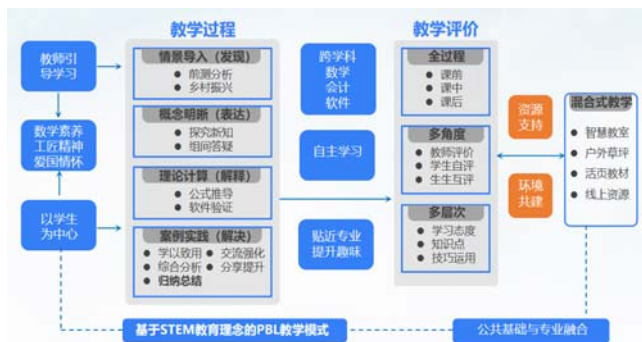 教学过程
教学评价
教师引
导学习
数学素养
工匠精神
爱国情怀
以学生
为中心
情景导入（发现）
● 前测分析
● 乡村振兴
概念明晰（表达）
● 探究新知
● 组间答疑
理论计算（解释）
● 公式推导
● 软件验证
案例实践（解决）
● 学以致用 ● 交流强化
● 综合分析 ● 分享提升
● 归纳总结
跨学科
数学
会计
软件
自主学习
贴近专业
提升趣味
全过程
● 课前
● 课中
● 课后
多角度
● 教师评价
● 学生自评
● 生生互评
多层次
● 学习态度
● 知识点
● 技巧运用
资源
支持
环境
共建
混合式教学
● 智慧教室
● 户外草坪
● 活页教材
● 线上资源
基于STEM教育理念的PBL教学模式
公共基础与专业融合